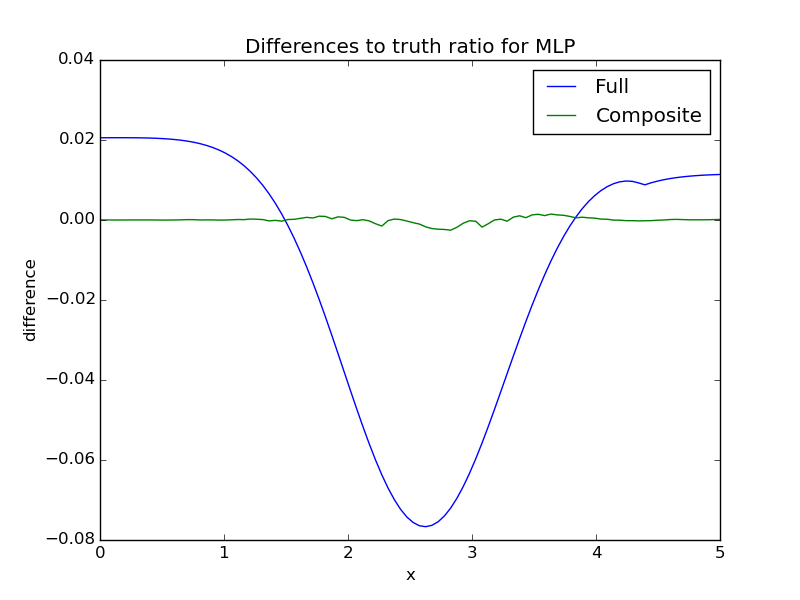 Differences to truth ratio for MLP
0.04
0.02
0.00
−0.02
−0.04
−0.06
−0.08
difference
Full
Composite
0
1
2
3
4
5
x